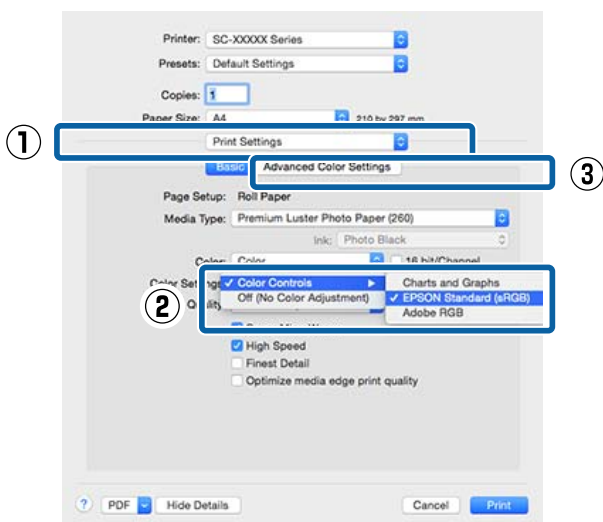 Printer: SC-XXXXX Series
Presets: Default Settings
Copies: 1
Paper Size: A4 210 by 297 mm
① Print Settings
Basic Advanced Color Settings ③
Page Setup: Roll Paper
Media Type: Premium Luster Photo Paper (260)
Ink: Photo Black
Color: Color 16 bit/Channel
Color Settings ✓ Color Controls ▶ Charts and Graphs
② Off (No Color Adjustment) ✓ EPSON Standard (sRGB)
Adobe RGB
High Speed
Finest Detail
Optimize media edge print quality
? PDF Hide Details Cancel Print